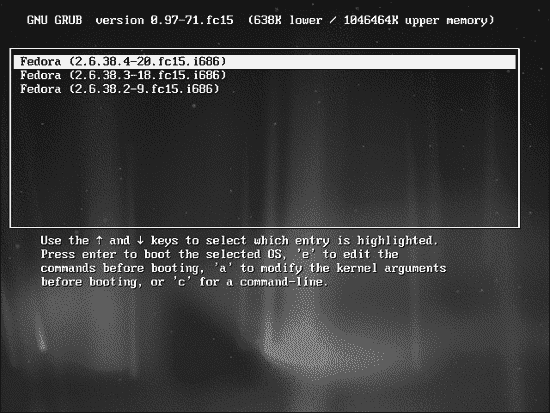 GNU GRUB version 0.97-71.fc15 (638K lower / 1046464K upper memory)
Fedora (2.6.38.4-20.fc15.i686)
Fedora (2.6.38.3-18.fc15.i686)
Fedora (2.6.38.2-9.fc15.i686)
Use the ↑ and ↓ keys to select which entry is highlighted.
Press enter to boot the selected OS, 'e' to edit the
commands before booting, 'a' to modify the kernel arguments
before booting, or 'c' for a command-line.